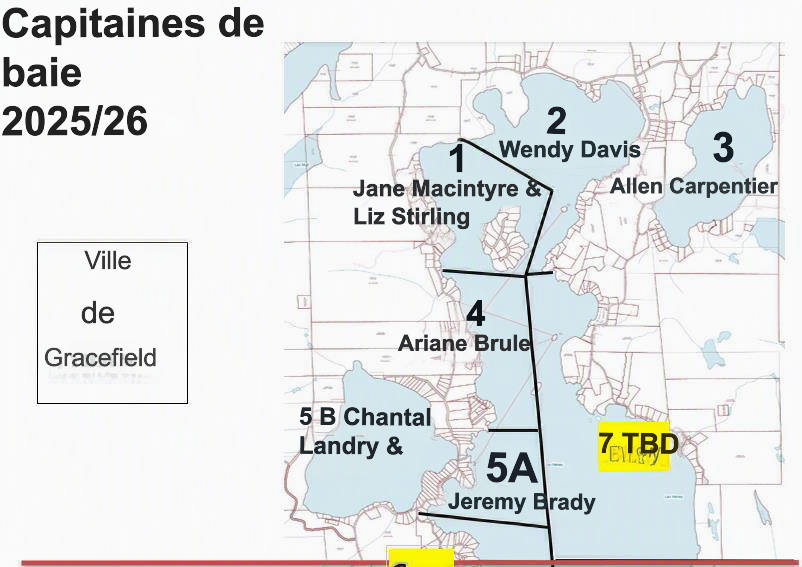 Capitaines de
baie
2025/26
Ville
de
Gracefield
1
Jane Macintyre &
Liz Stirling
2
Wendy Davis
3
Allen Carpentier
4
Ariane Brule
5 B Chantal
Landry &
5A
Jeremy Brady
7 TBD